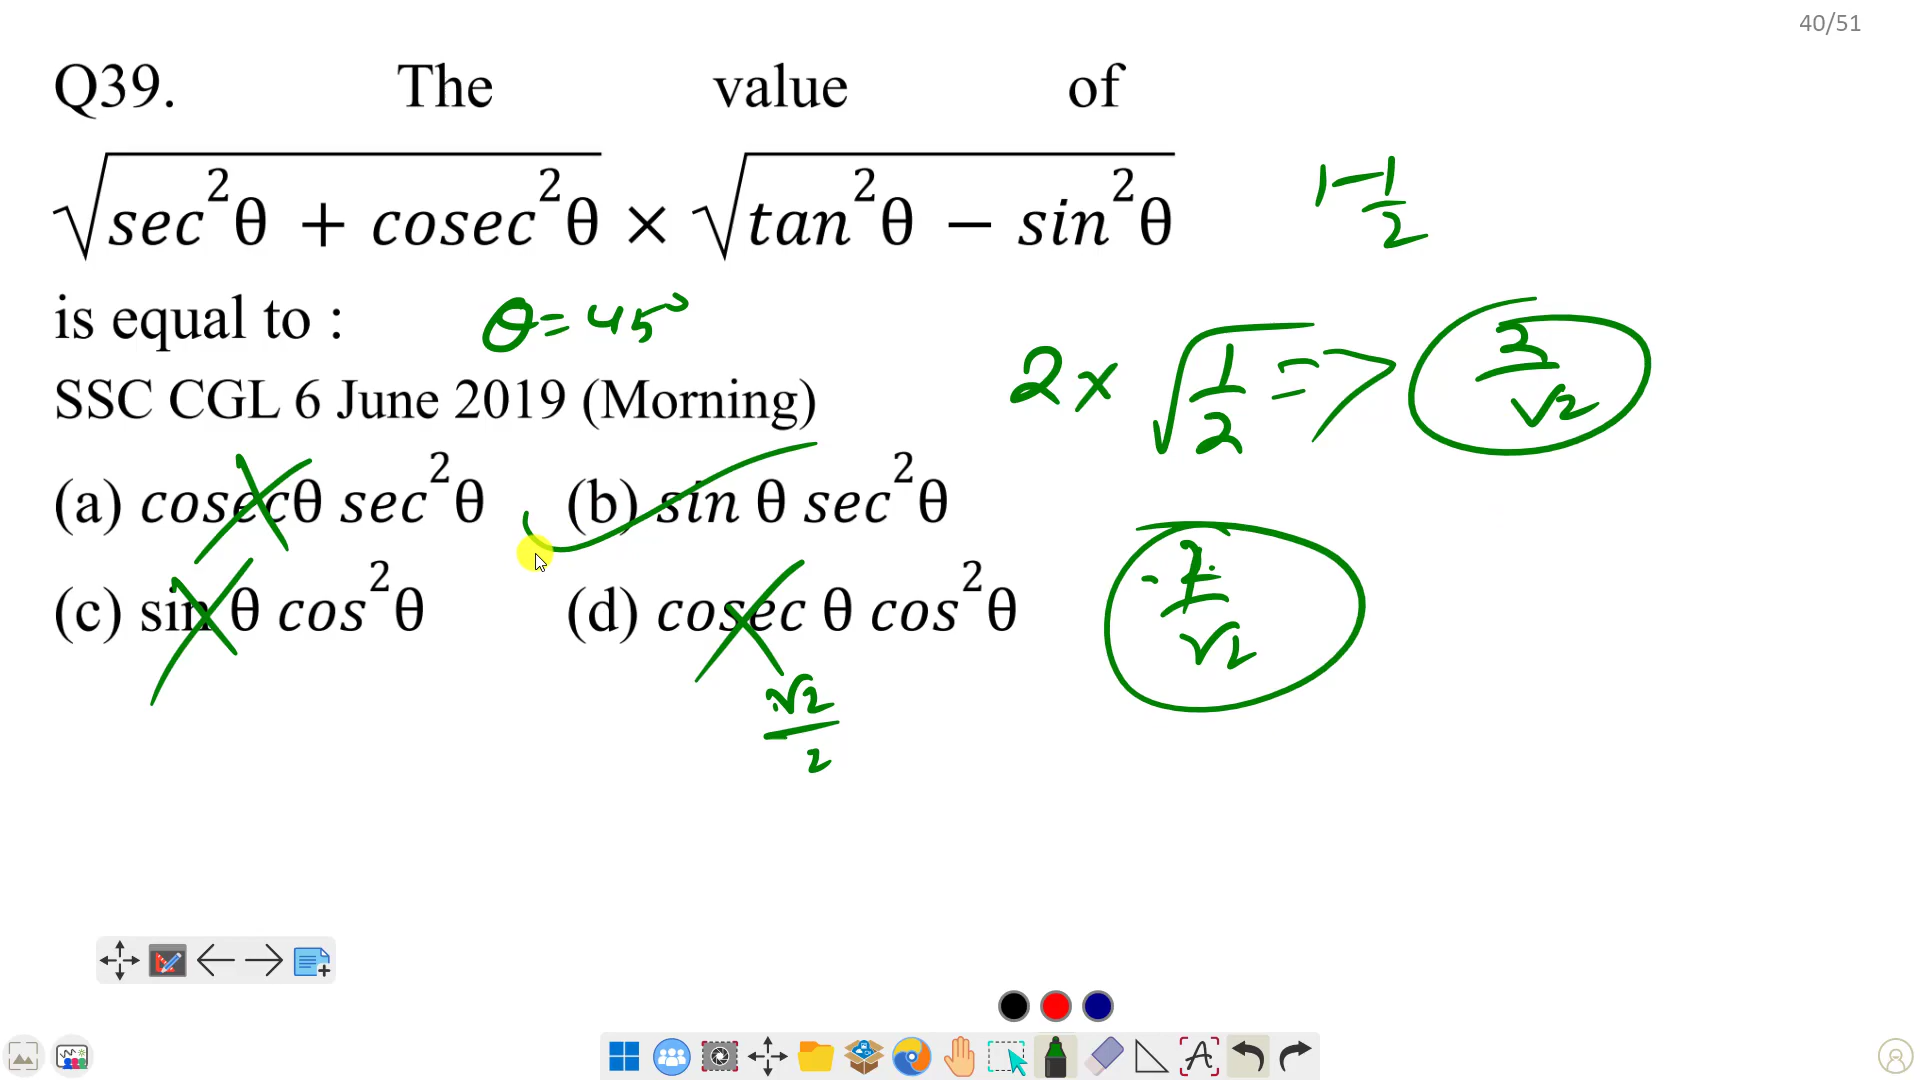 40/51
Q39. The value of
√sec²θ + cosec²θ × √tan²θ − sin²θ
1-1/2
is equal to :
θ = 45°
SSC CGL 6 June 2019 (Morning)
2 × √1/2 => 2/√2
(a) cosecθ sec²θ (b) sin θ sec²θ
(c) sin θ cos²θ (d) cosec θ cos²θ
√2/2